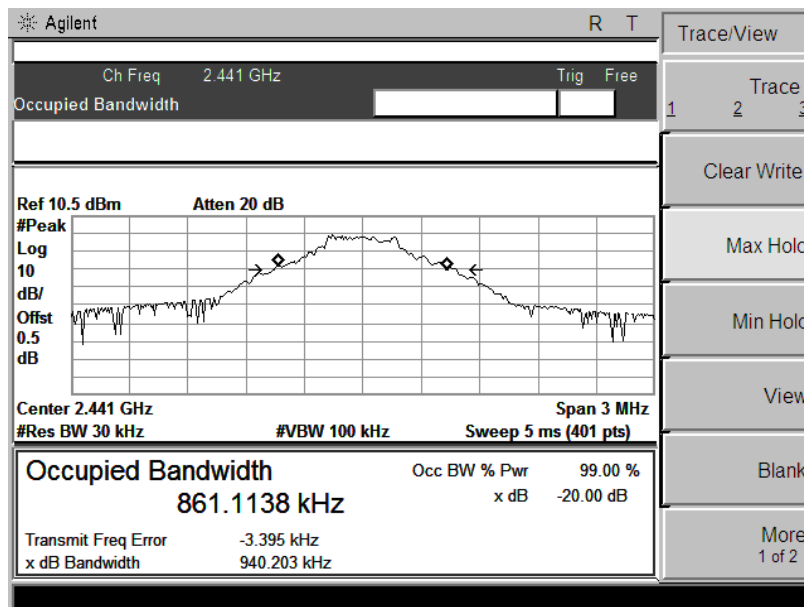 Agilent R T
Trace/View
Ch Freq 2.441 GHz Trig Free
Occupied Bandwidth
Trace
1 2 3
Clear Write
Max Hold
Min Hold
View
Blank
More
1 of 2
Ref 10.5 dBm Atten 20 dB
#Peak
Log
10
dB/
Offst
0.5
dB
Center 2.441 GHz Span 3 MHz
#Res BW 30 kHz #VBW 100 kHz Sweep 5 ms (401 pts)
Occupied Bandwidth Occ BW % Pwr 99.00 %
861.1138 kHz x dB -20.00 dB
Transmit Freq Error -3.395 kHz
x dB Bandwidth 940.203 kHz